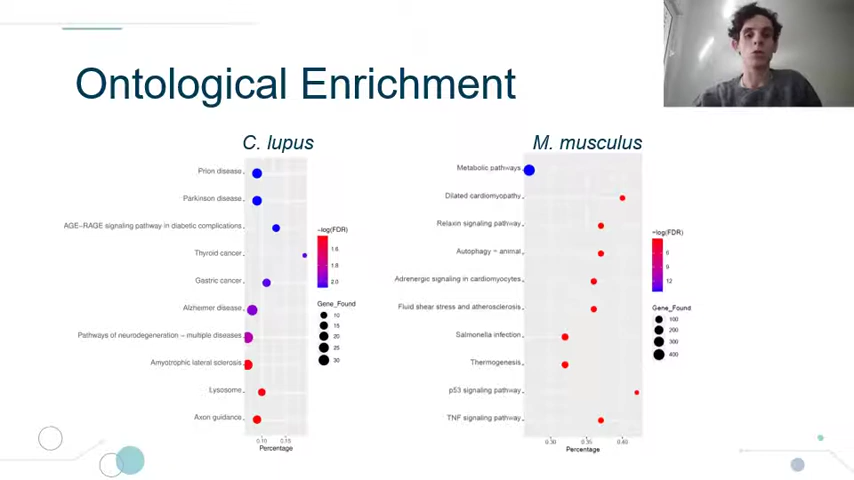 Ontological Enrichment
C. lupus
Prion disease
Parkinson disease
AGE-RAGE signaling pathway in diabetic complications
Thyroid cancer
Gastric cancer
Alzheimer disease
Pathways of neurodegeneration - multiple diseases
Amyotrophic lateral sclerosis
Lysosome
Axon guidance
0.10 0.15
Percentage
-log(FDR)
1.6
1.8
2.0
Gene_Found
10
15
20
25
30
M. musculus
Metabolic pathways
Dilated cardiomyopathy
Relaxin signaling pathway
Autophagy - animal
Adrenergic signaling in cardiomyocytes
Fluid shear stress and atherosclerosis
Salmonella infection
Thermogenesis
p53 signaling pathway
TNF signaling pathway
0.30 0.35 0.40
Percentage
-log(FDR)
6
9
12
Gene_Found
100
200
300
400